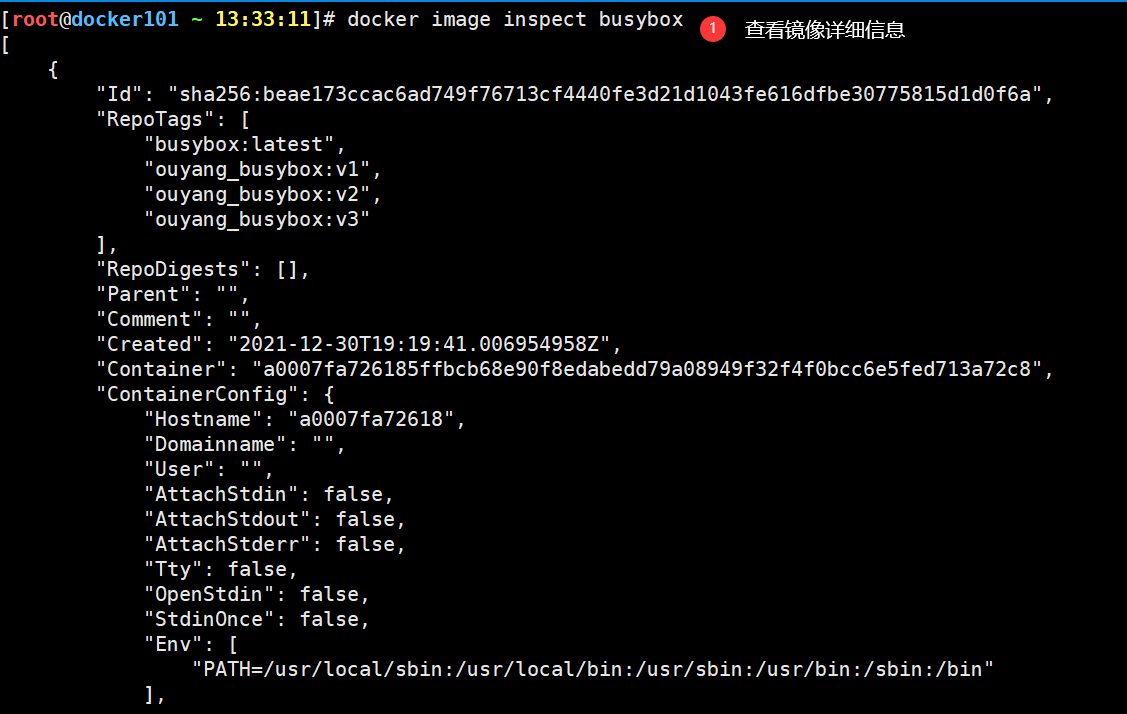 [root@docker101 ~ 13:33:11]# docker image inspect busybox 1 查看镜像详细信息
[
    {
        "Id": "sha256:beae173ccac6ad749f76713cf4440fe3d21d1043fe616dfbe30775815d1d0f6a",
        "RepoTags": [
            "busybox:latest",
            "ouyang_busybox:v1",
            "ouyang_busybox:v2",
            "ouyang_busybox:v3"
        ],
        "RepoDigests": [],
        "Parent": "",
        "Comment": "",
        "Created": "2021-12-30T19:19:41.006954958Z",
        "Container": "a0007fa726185ffbcb68e90f8edabedd79a08949f32f4f0bcc6e5fed713a72c8",
        "ContainerConfig": {
            "Hostname": "a0007fa72618",
            "Domainname": "",
            "User": "",
            "AttachStdin": false,
            "AttachStdout": false,
            "AttachStderr": false,
            "Tty": false,
            "OpenStdin": false,
            "StdinOnce": false,
            "Env": [
                "PATH=/usr/local/sbin:/usr/local/bin:/usr/sbin:/usr/bin:/sbin:/bin"
            ],